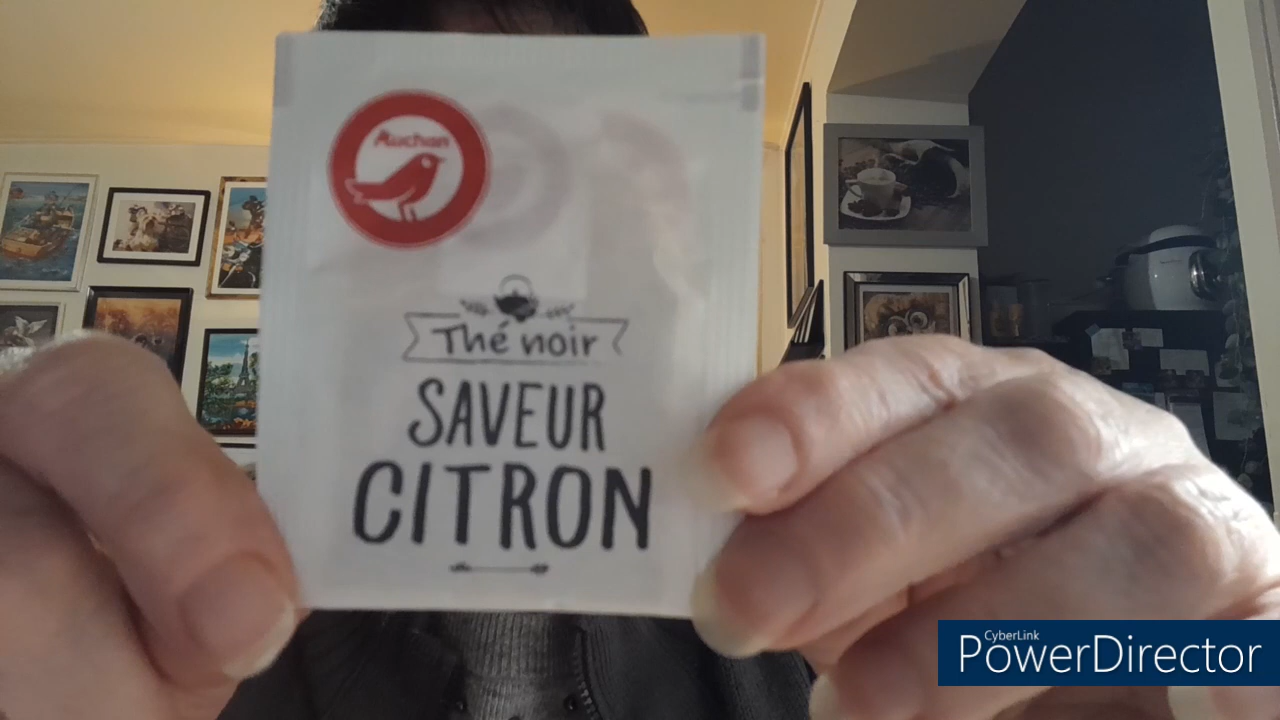 Auchan
Thé noir
SAVEUR
CITRON
CyberLink
PowerDirector